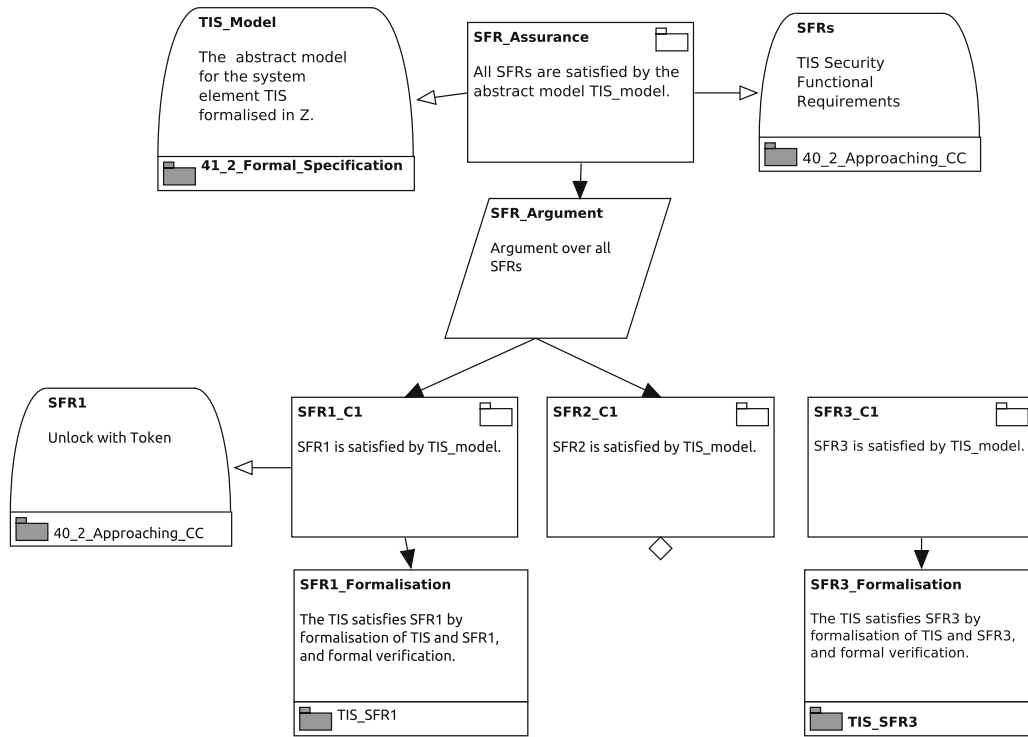 TIS_Model
The abstract model
for the system
element TIS
formalised in Z.
41_2_Formal_Specification
SFR_Assurance
All SFRs are satisfied by the
abstract model TIS_model.
SFRs
TIS Security
Functional
Requirements
40_2_Approaching_CC
SFR_Argument
Argument over all
SFRs
SFR1
Unlock with Token
40_2_Approaching_CC
SFR1_C1
SFR1 is satisfied by TIS_model.
SFR2_C1
SFR2 is satisfied by TIS_model.
SFR3_C1
SFR3 is satisfied by TIS_model.
SFR1_Formalisation
The TIS satisfies SFR1 by
formalisation of TIS and SFR1,
and formal verification.
TIS_SFR1
SFR3_Formalisation
The TIS satisfies SFR3 by
formalisation of TIS and SFR3,
and formal verification.
TIS_SFR3